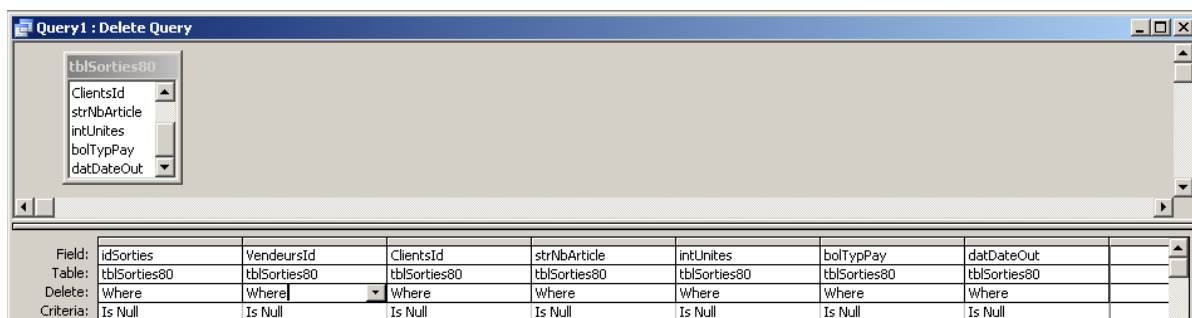 Query1 : Delete Query
tblSorties80
ClientsId
strNbArticle
intUnites
bolTypPay
datDateOut
Field: idSorties VendeursId ClientsId strNbArticle intUnites bolTypPay datDateOut
Table: tblSorties80 tblSorties80 tblSorties80 tblSorties80 tblSorties80 tblSorties80 tblSorties80
Delete: Where Where Where Where Where Where Where
Criteria: Is Null Is Null Is Null Is Null Is Null Is Null Is Null